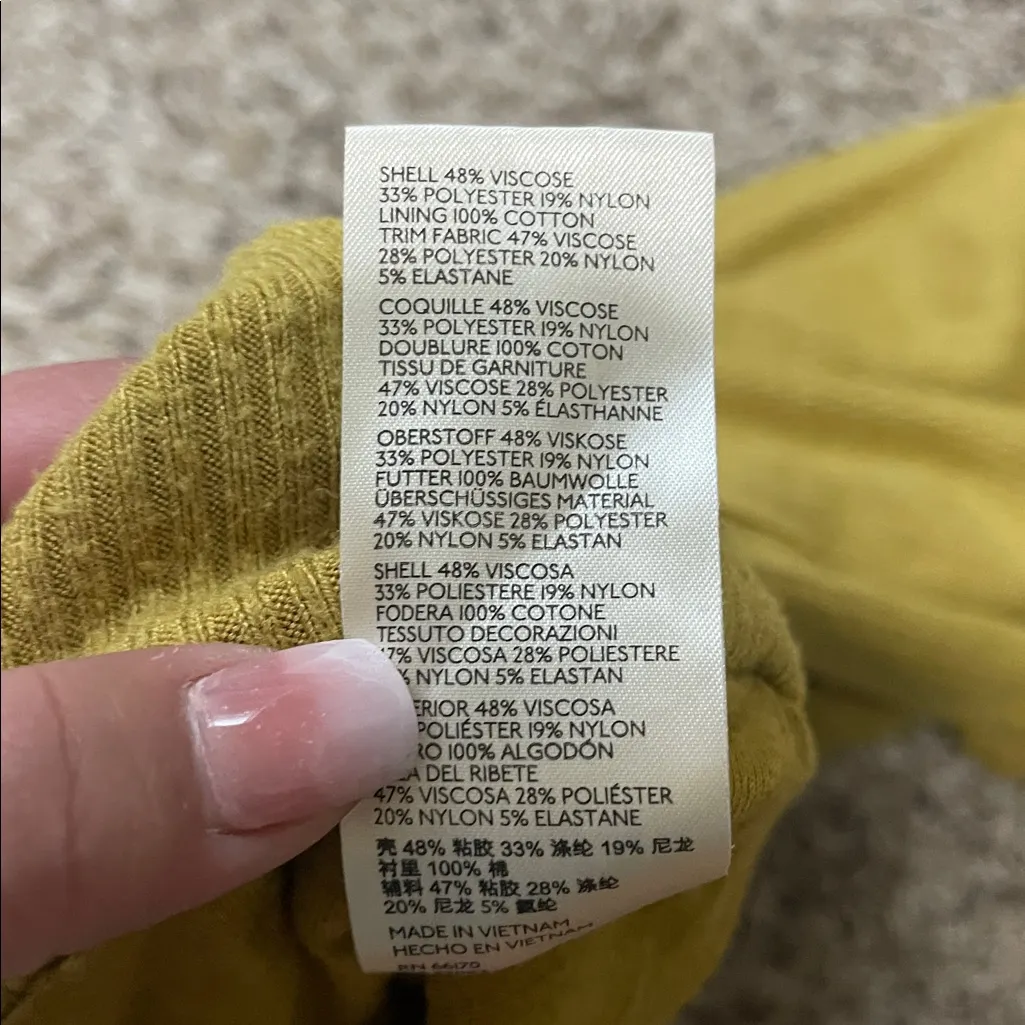 SHELL 48% VISCOSE
33% POLYESTER 19% NYLON
LINING 100% COTTON
TRIM FABRIC 47% VISCOSE
28% POLYESTER 20% NYLON
5% ELASTANE
COQUILLE 48% VISCOSE
33% POLYESTER 19% NYLON
DOUBLURE 100% COTON
TISSU DE GARNITURE
47% VISCOSE 28% POLYESTER
20% NYLON 5% ÉLASTHANNE
OBERSTOFF 48% VISKOSE
33% POLYESTER 19% NYLON
FUTTER 100% BAUMWOLLE
ÜBERSCHÜSSIGES MATERIAL
47% VISKOSE 28% POLYESTER
20% NYLON 5% ELASTAN
SHELL 48% VISCOSA
33% POLIESTERE 19% NYLON
FODERA 100% COTONE
TESSUTO DECORAZIONI
47% VISCOSA 28% POLIESTERE
% NYLON 5% ELASTAN
ERIOR 48% VISCOSA
POLIÉSTER 19% NYLON
RO 100% ALGODÓN
LA DEL RIBETE
47% VISCOSA 28% POLIÉSTER
20% NYLON 5% ELASTANE
壳 48% 粘胶 33% 涤纶 19% 尼龙
衬里 100% 棉
辅料 47% 粘胶 28% 涤纶
20% 尼龙 5% 氨纶
MADE IN VIETNAM
HECHO EN VIETNAM
RN 66170